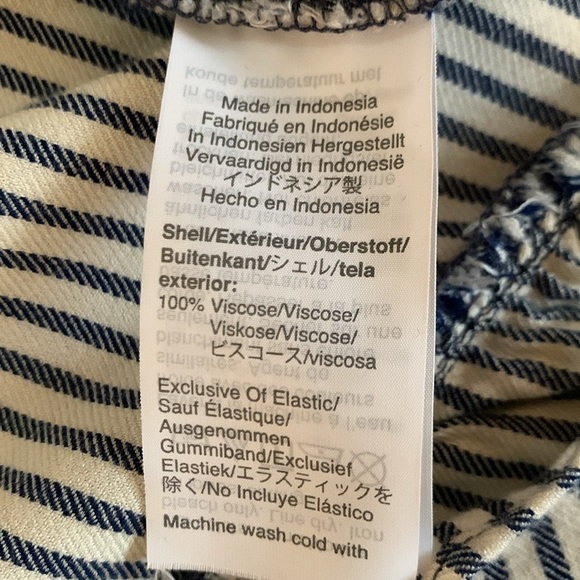 Made in Indonesia
Fabriqué en Indonésie
In Indonesien Hergestellt
Vervaardigd in Indonesië
インドネシア製
Hecho en Indonesia
Shell/Extérieur/Oberstoff/
Buitenkant/シェル/tela
exterior:
100% Viscose/Viscose/
Viskose/Viscose/
ビスコース/viscosa
Exclusive Of Elastic/
Sauf Élastique/
Ausgenommen
Gummiband/Exclusief
Elastiek/エラスティックを
除く/No Incluye Elástico
Machine wash cold with